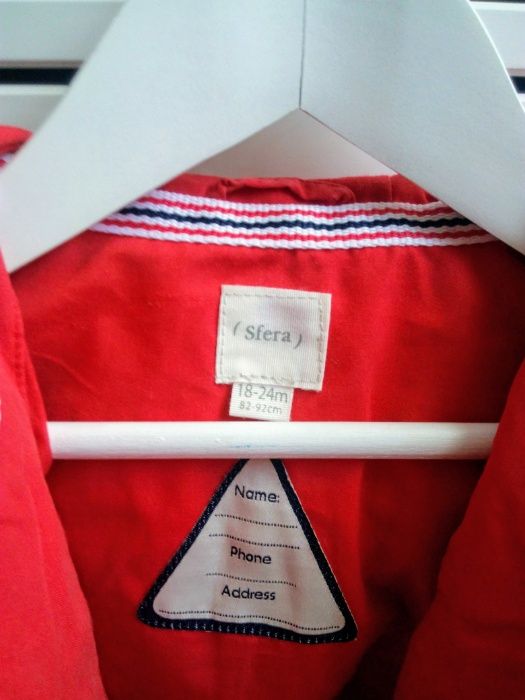 ( Sfera )
18-24m
82-92cm
Name:
Phone
Address